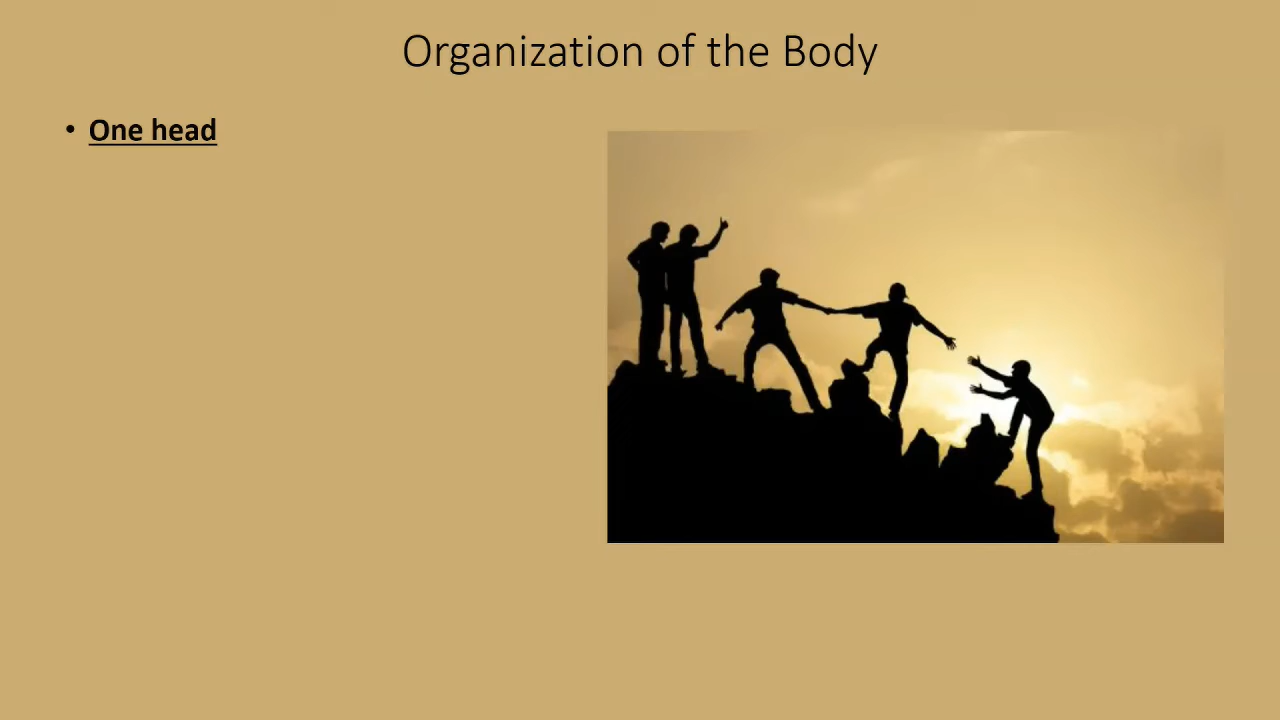 Organization of the Body
• One head